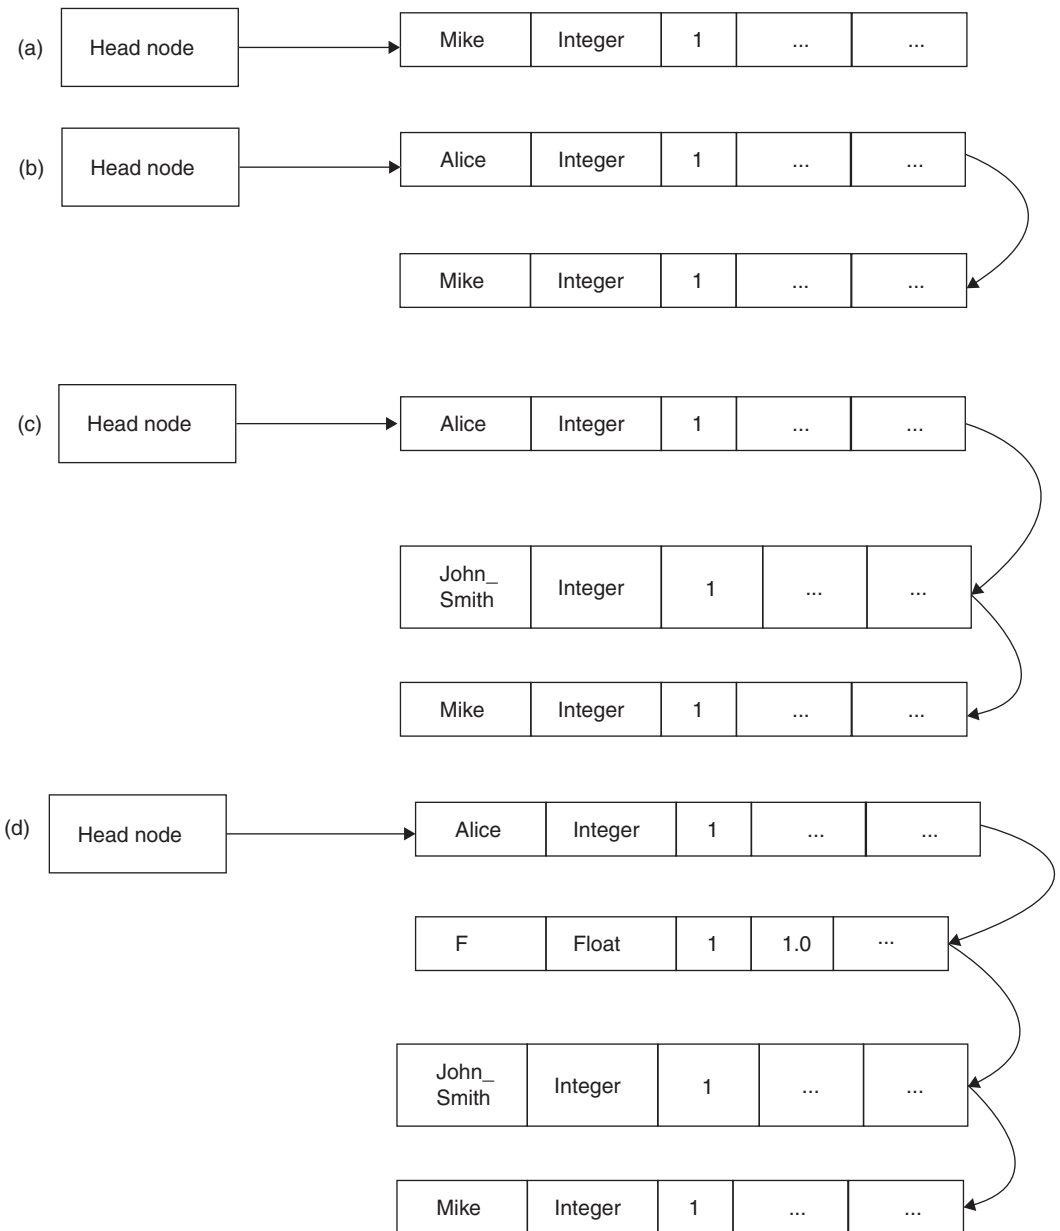 (a) Head node Mike Integer 1 ... ...
(b) Head node Alice Integer 1 ... ...
Mike Integer 1 ... ...
(c) Head node Alice Integer 1 ... ...
John_
Smith Integer 1 ... ...
Mike Integer 1 ... ...
(d) Head node Alice Integer 1 ... ...
F Float 1 1.0 ...
John_
Smith Integer 1 ... ...
Mike Integer 1 ... ...